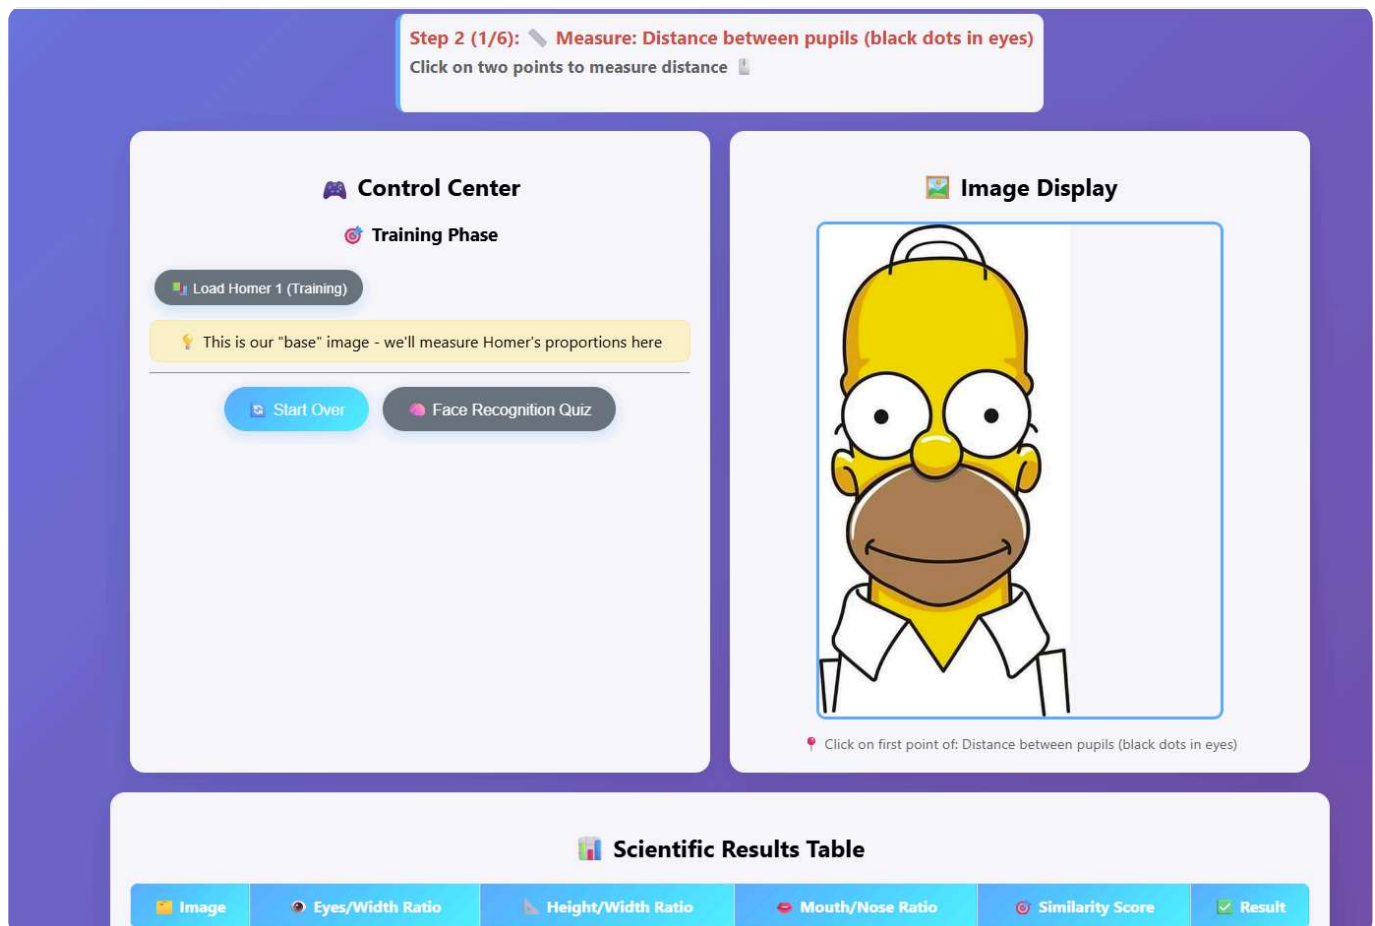 Step 2 (1/6): 📏 Measure: Distance between pupils (black dots in eyes)
Click on two points to measure distance 🖱️
🎮 Control Center
🎯 Training Phase
Load Homer 1 (Training)
💡 This is our "base" image - we'll measure Homer's proportions here
🔄 Start Over
🧠 Face Recognition Quiz
🖼️ Image Display
📍 Click on first point of: Distance between pupils (black dots in eyes)
📊 Scientific Results Table
📁 Image 👁️ Eyes/Width Ratio 📐 Height/Width Ratio 👄 Mouth/Nose Ratio 🎯 Similarity Score ✅ Result